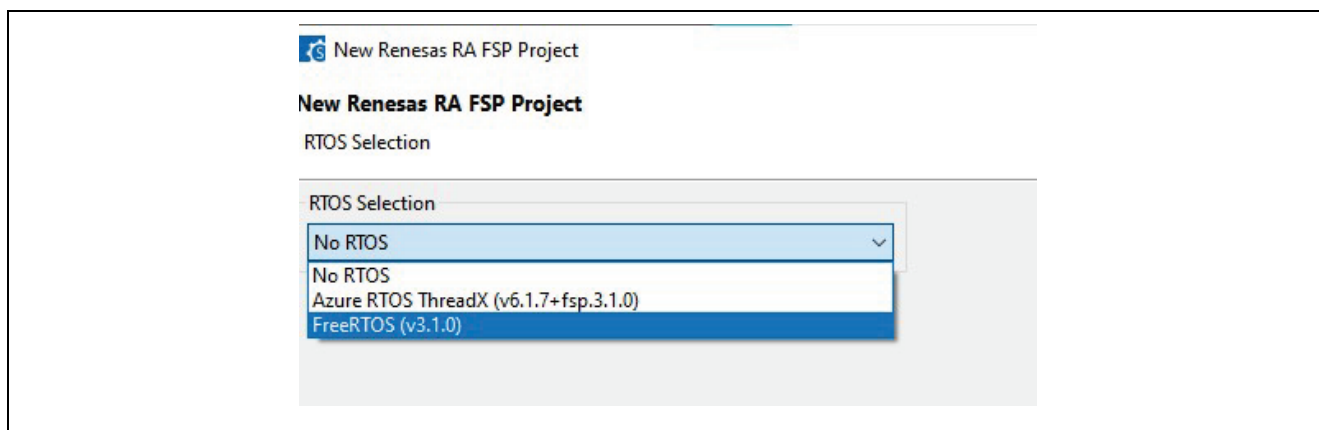 New Renesas RA FSP Project
New Renesas RA FSP Project
RTOS Selection
RTOS Selection
No RTOS
No RTOS
Azure RTOS ThreadX (v6.1.7+fsp.3.1.0)
FreeRTOS (v3.1.0)